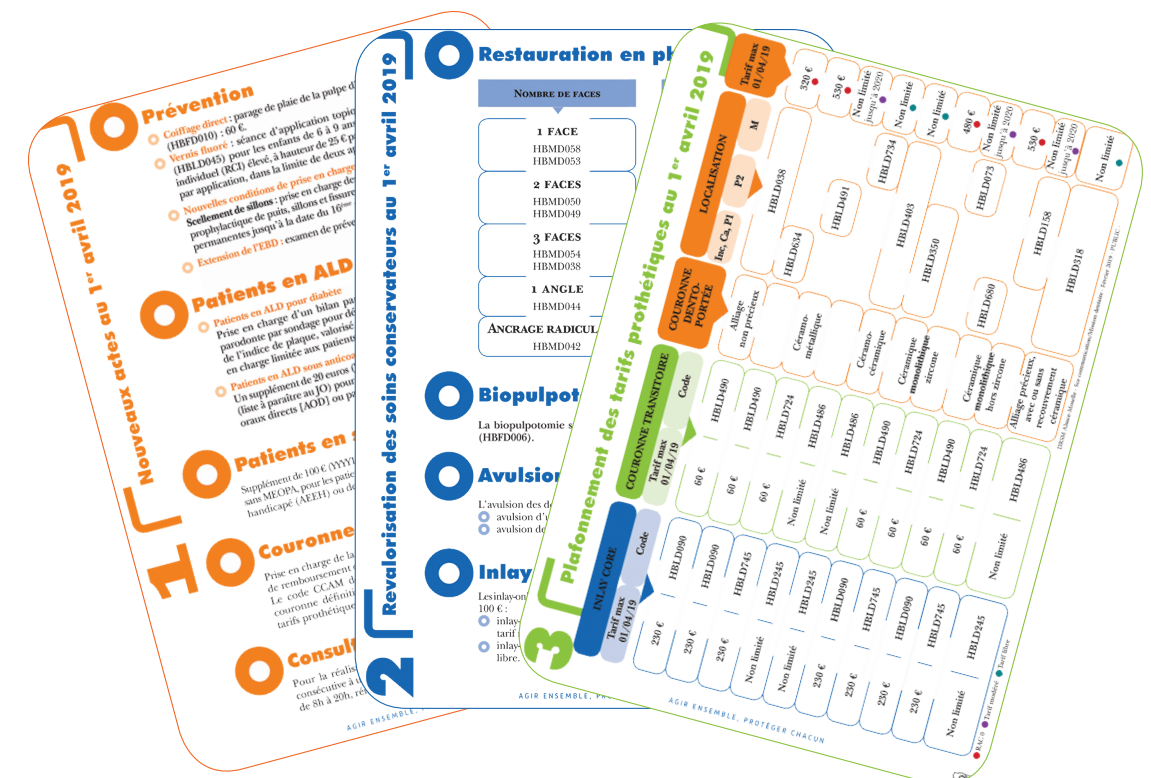 1
Nouveaux actes au 1er avril 2019
Prévention
Coiffage direct : parage de plaie de la pulpe d
(HBFD010) : 60 €.
Vernis fluoré : séance d'application topi
(HBLD045) pour les enfants de 6 à 9 an
individuel (RCI) élevé, à hauteur de 25 € p
par application, dans la limite de deux ap
Nouvelles conditions de prise en charge
Scellement de sillons : prise en charge de
prophylactique de puits, sillons et fissure
permanentes jusqu'à la date du 16ème
Extension de l'EBD : examen de préve
Patients en ALD
Patients en ALD pour diabète
Prise en charge d'un bilan pa
parodonte par sondage pour dé
de l'indice de plaque, valorisé
en charge limitée aux patient
Patients en ALD sous anticoa
Un supplément de 20 euros (
(liste à paraître au JO) pour
oraux directs [AOD] ou pa
Patients en s
Supplément de 100 € (YYYY
sans MEOPA, pour les patie
handicapé (AEEH) ou de
Couronne
Prise en charge de la
de remboursement
Le code CCAM d
couronne définit
tarifs prothétique
Consult
Pour la réalis
consécutive à u
de 8h à 20h, ré
AGIR ENSEMBLE,
2
Revalorisation des soins conservateurs au 1er avril 2019
Restauration en pl
NOMBRE DE FACES
1 FACE
HBMD058
HBMD053
2 FACES
HBMD050
HBMD049
3 FACES
HBMD054
HBMD038
1 ANGLE
HBMD044
ANCRAGE RADICUL
HBMD042
Biopulpot
La biopulpotomie s
(HBFD006).
Avulsion
L'avulsion des de
avulsion d'u
avulsion de
Inlay
Les inlay-on
100 € :
inlay-
tarif
inlay-
libre.
AGIR ENSEMBLE, PR
3
Plafonnement des tarifs prothétiques au 1er avril 2019
INLAY CORE
Tarif max
01/04/19
Code
COURONNE TRANSITOIRE
Tarif max
01/04/19
Code
COURONNE
DENTO-
PORTÉE
LOCALISATION
Inc, Ca, P1
P2
M
Tarif max
01/04/19
230 €
230 €
230 €
Non limité
Non limité
230 €
230 €
230 €
230 €
Non limité
HBLD090
HBLD090
HBLD745
HBLD245
HBLD245
HBLD090
HBLD745
HBLD090
HBLD745
HBLD245
60 €
60 €
60 €
Non limité
Non limité
60 €
60 €
60 €
60 €
Non limité
HBLD490
HBLD490
HBLD724
HBLD486
HBLD486
HBLD490
HBLD724
HBLD490
HBLD724
HBLD486
Alliage
non précieux
Céramo-
métallique
Céramo-
céramique
Céramique
monolithique
zircone
Céramique
monolithique
hors zircone
Alliage précieux,
avec ou sans
recouvrement
céramique
HBLD038
HBLD634
HBLD491
HBLD734
HBLD403
HBLD350
HBLD073
HBLD680
HBLD158
HBLD318
320 €
530 €
Non limité
jusqu'à 2020
Non limité
Non limité
480 €
Non limité
jusqu'à 2020
530 €
Non limité
jusqu'à 2020
Non limité
RAC 0
Tarif modéré
Tarif libre
AGIR ENSEMBLE, PROTÉGER CHACUN